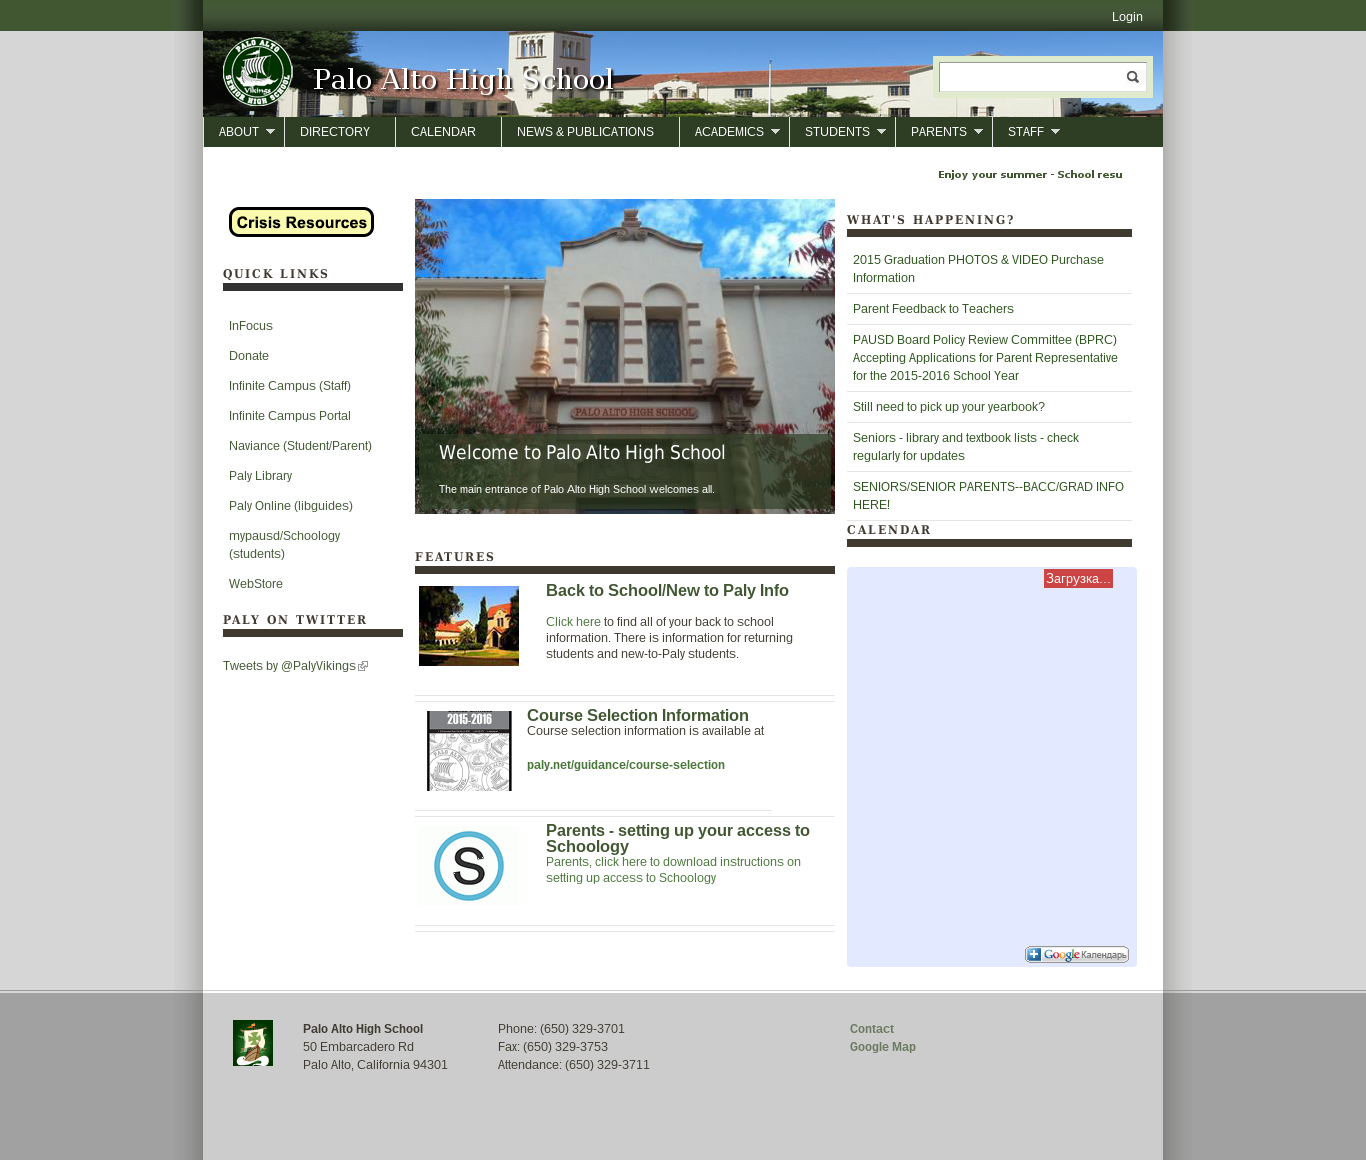 Login
PALO ALTO
Vikings
SENIOR HIGH SCHOOL
Palo Alto High School
ABOUT
DIRECTORY
CALENDAR
NEWS & PUBLICATIONS
ACADEMICS
STUDENTS
PARENTS
STAFF
Enjoy your summer - School resu
Crisis Resources
QUICK LINKS
InFocus
Donate
Infinite Campus (Staff)
Infinite Campus Portal
Naviance (Student/Parent)
Paly Library
Paly Online (libguides)
mypausd/Schoology
(students)
WebStore
PALY ON TWITTER
Tweets by @PalyVikings
PALO ALTO HIGH SCHOOL
Welcome to Palo Alto High School
The main entrance of Palo Alto High School welcomes all.
FEATURES
Back to School/New to Paly Info
Click here to find all of your back to school
information. There is information for returning
students and new-to-Paly students.
2015-2016
Course Selection Information
Course selection information is available at
paly.net/guidance/course-selection
S
Parents - setting up your access to
Schoology
Parents, click here to download instructions on
setting up access to Schoology
WHAT'S HAPPENING?
2015 Graduation PHOTOS & VIDEO Purchase
Information
Parent Feedback to Teachers
PAUSD Board Policy Review Committee (BPRC)
Accepting Applications for Parent Representative
for the 2015-2016 School Year
Still need to pick up your yearbook?
Seniors - library and textbook lists - check
regularly for updates
SENIORS/SENIOR PARENTS--BACC/GRAD INFO
HERE!
CALENDAR
Загрузка...
Google Календарь
Palo Alto High School
50 Embarcadero Rd
Palo Alto, California 94301
Phone: (650) 329-3701
Fax: (650) 329-3753
Attendance: (650) 329-3711
Contact
Google Map